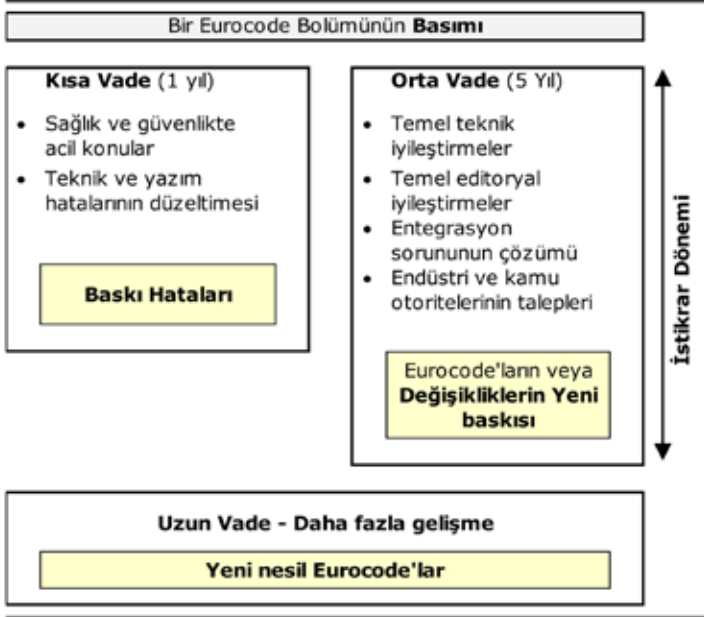 Bir Eurocode Bolümünün Basımı
Kısa Vade (1 yıl)
• Sağlık ve güvenlikte
acil konular
• Teknik ve yazım
hatalarının düzeltimesi
Baskı Hataları
Orta Vade (5 Yıl)
• Temel teknik
iyileştirmeler
• Temel editoryal
iyileştirmeler
• Entegrasyon
sorununun çözümü
• Endüstri ve kamu
otoritelerinin talepleri
Eurocode'ların veya
Değişikliklerin Yeni
baskısı
İstikrar Dönemi
Uzun Vade - Daha fazla gelişme
Yeni nesil Eurocode'lar